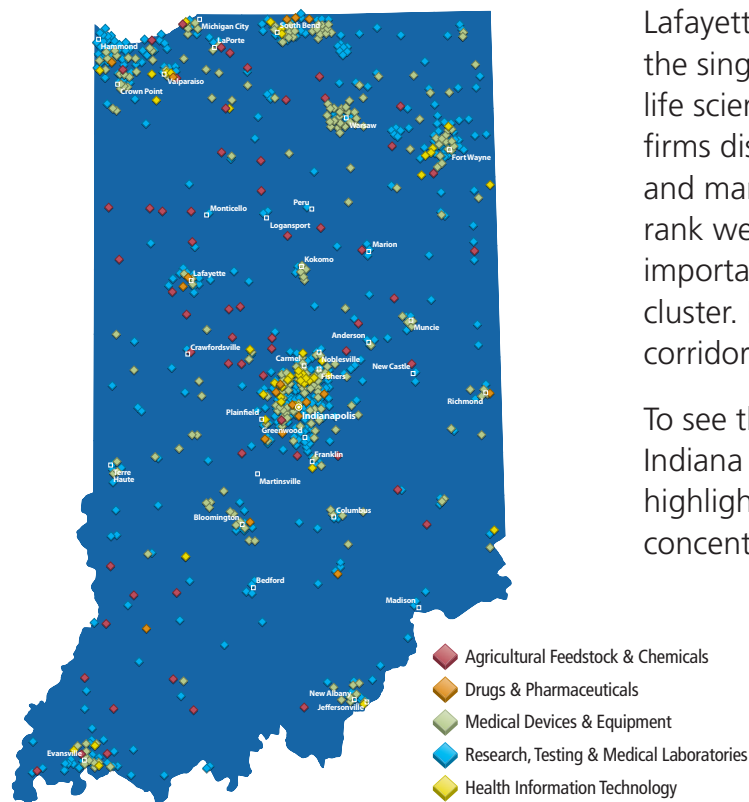 Michigan City
South Bend
Hammond
LaPorte
Valparaiso
Crown Point
Warsaw
Fort Wayne
Monticello
Peru
Logansport
Marion
Kokomo
Lafayette
Muncie
Anderson
Crawfordsville
Carmel
Noblesville
Fishers
New Castle
Richmond
Plainfield
Indianapolis
Greenwood
Franklin
Terre
Haute
Martinsville
Bloomington
Columbus
Bedford
Madison
New Albany
Jeffersonville
Evansville
Agricultural Feedstock & Chemicals
Drugs & Pharmaceuticals
Medical Devices & Equipment
Research, Testing & Medical Laboratories
Health Information Technology
Lafayett
the sing
life scien
firms dis
and mar
rank we
importa
cluster.
corridor
To see th
Indiana
highligh
concent